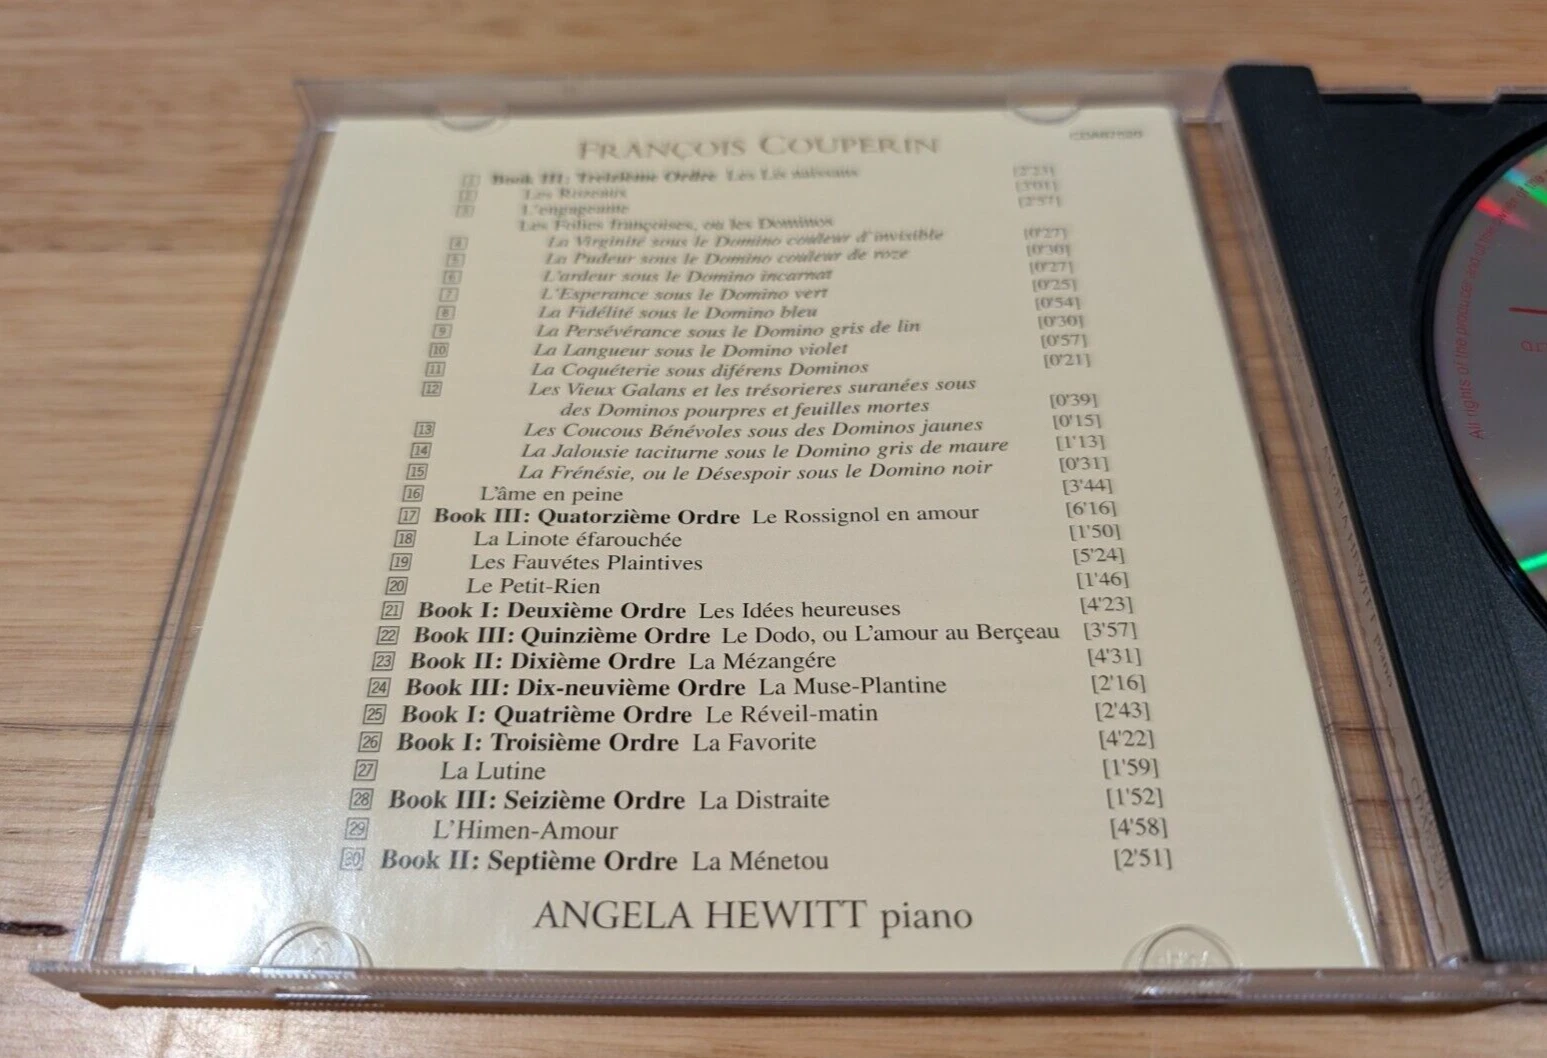 FRANÇOIS COUPERIN
CDA67520
1 Book III: Treizième Ordre Les Lis naissans [2'23]
2 Les Rozeaux [3'01]
3 L'engageante [2'57]
Les Folies françoises, ou les Dominos
4 La Virginité sous le Domino couleur d'invisible [0'27]
5 La Pudeur sous le Domino couleur de roze [0'30]
6 L'ardeur sous le Domino incarnat [0'27]
7 L'Esperance sous le Domino vert [0'25]
8 La Fidélité sous le Domino bleu [0'54]
9 La Persévérance sous le Domino gris de lin [0'30]
10 La Langueur sous le Domino violet [0'57]
11 La Coquéterie sous diférens Dominos [0'21]
12 Les Vieux Galans et les trésorieres suranées sous
des Dominos pourpres et feuilles mortes [0'39]
13 Les Coucous Bénévoles sous des Dominos jaunes [0'15]
14 La Jalousie taciturne sous le Domino gris de maure [1'13]
15 La Frénésie, ou le Désespoir sous le Domino noir [0'31]
16 L'âme en peine [3'44]
17 Book III: Quatorzième Ordre Le Rossignol en amour [6'16]
18 La Linote éfarouchée [1'50]
19 Les Fauvétes Plaintives [5'24]
20 Le Petit-Rien [1'46]
21 Book I: Deuxième Ordre Les Idées heureuses [4'23]
22 Book III: Quinzième Ordre Le Dodo, ou L'amour au Berçeau [3'57]
23 Book II: Dixième Ordre La Mézangére [4'31]
24 Book III: Dix-neuvième Ordre La Muse-Plantine [2'16]
25 Book I: Quatrième Ordre Le Réveil-matin [2'43]
26 Book I: Troisième Ordre La Favorite [4'22]
27 La Lutine [1'59]
28 Book III: Seizième Ordre La Distraite [1'52]
29 L'Himen-Amour [4'58]
30 Book II: Septième Ordre La Ménetou [2'51]
ANGELA HEWITT piano
All rights of the producer and of the